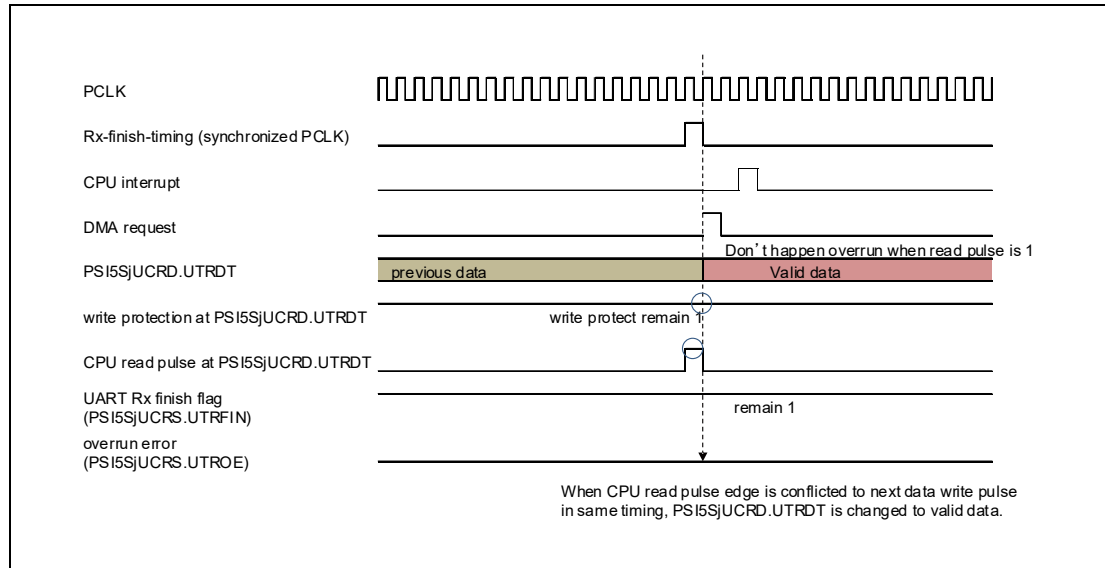 PCLK
Rx-finish-timing (synchronized PCLK)
CPU interrupt
DMA request
Don't happen overrun when read pulse is 1
PSI5SjUCRD.UTRDT
previous data
Valid data
write protection at PSI5SjUCRD.UTRDT
write protect remain 1
CPU read pulse at PSI5SjUCRD.UTRDT
UART Rx finish flag
(PSI5SjUCRS.UTRFIN)
remain 1
overrun error
(PSI5SjUCRS.UTROE)
When CPU read pulse edge is conflicted to next data write pulse
in same timing, PSI5SjUCRD.UTRDT is changed to valid data.